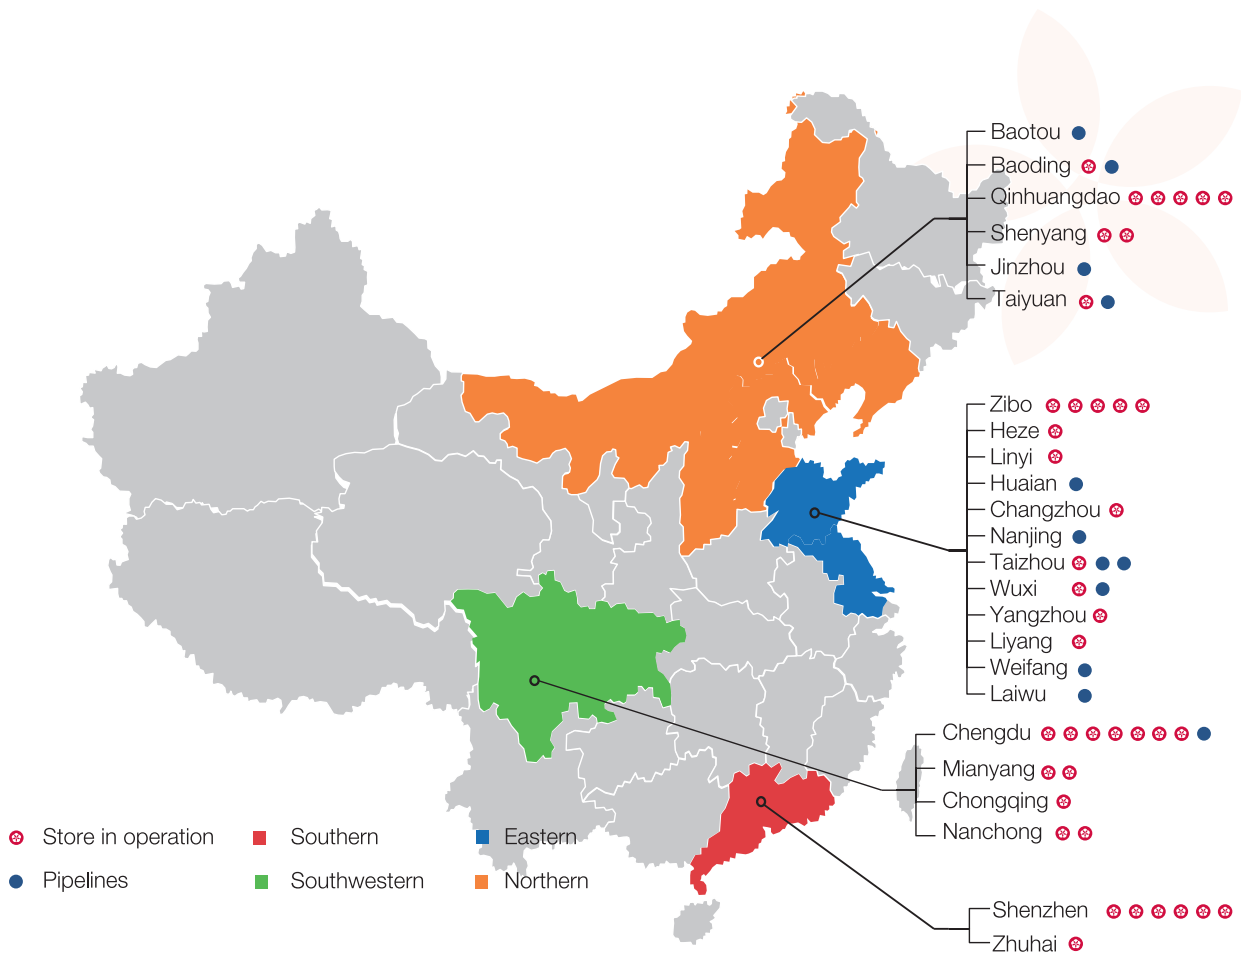 Baotou
Baoding
Qinhuangdao
Shenyang
Jinzhou
Taiyuan
Zibo
Heze
Linyi
Huaian
Changzhou
Nanjing
Taizhou
Wuxi
Yangzhou
Liyang
Weifang
Laiwu
Chengdu
Mianyang
Chongqing
Nanchong
Shenzhen
Zhuhai
Store in operation
Southern
Eastern
Pipelines
Southwestern
Northern